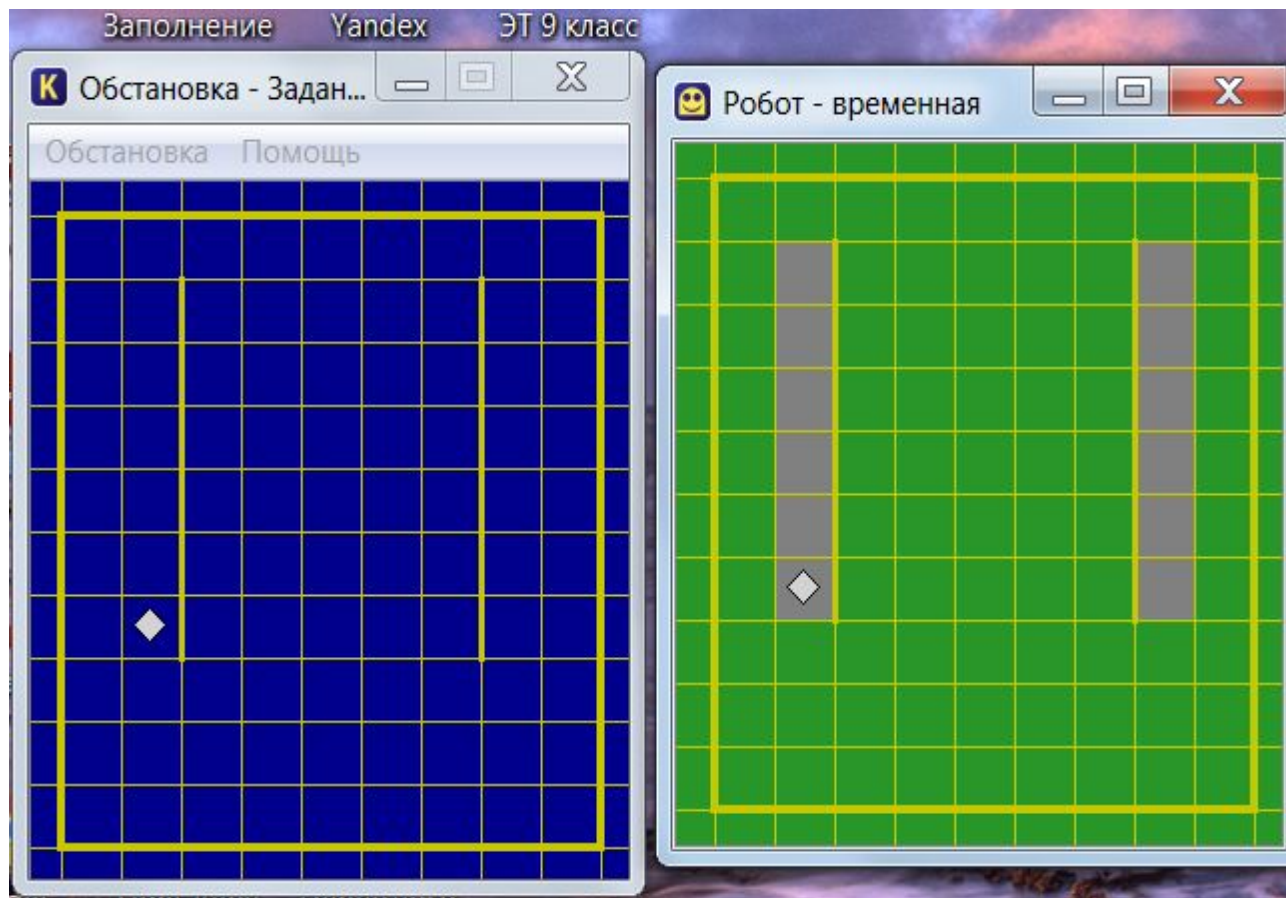 Заполнение Yandex ЭТ 9 класс
К Обстановка - Задан...
Обстановка Помощь
Робот - временная